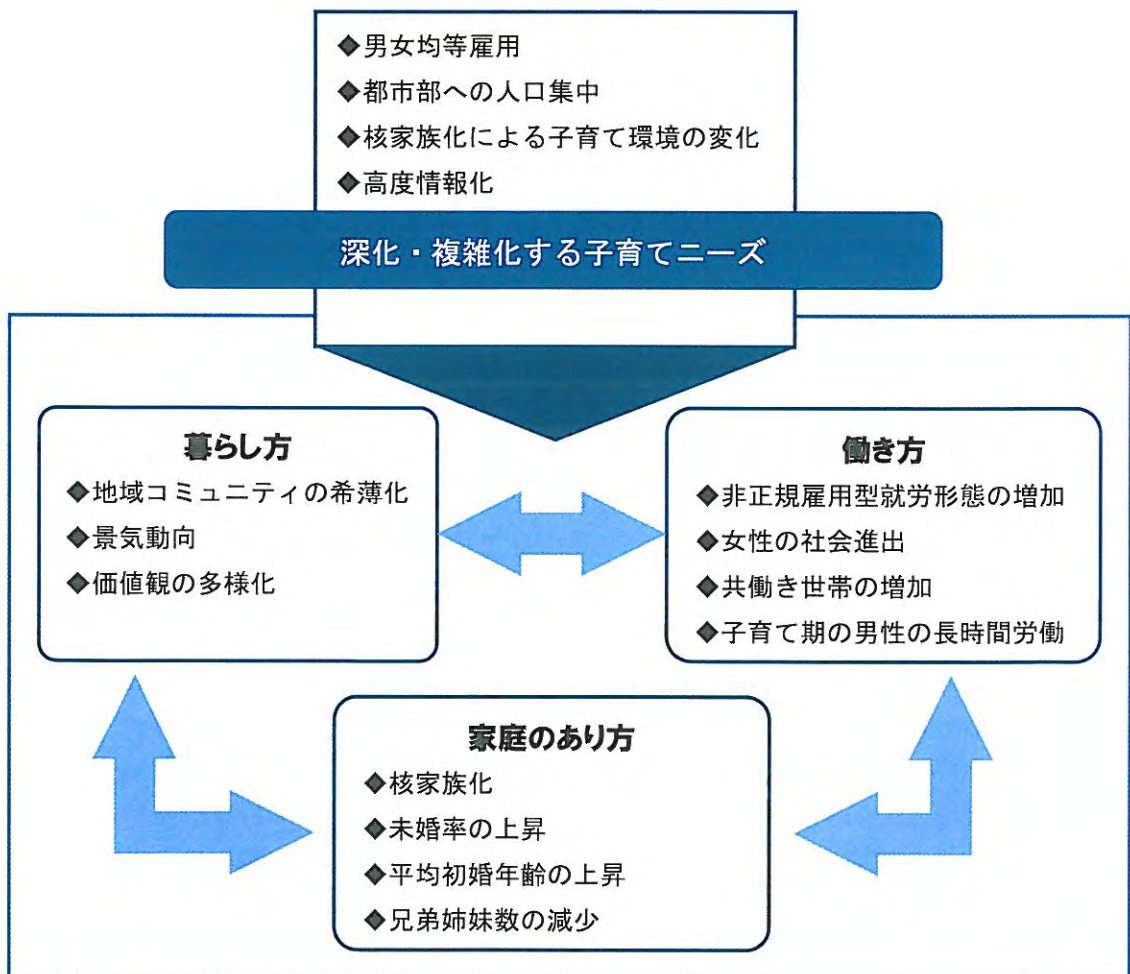 ◆男女均等雇用
◆都市部への人口集中
◆核家族化による子育て環境の変化
◆高度情報化
深化・複雑化する子育てニーズ
暮らし方
◆地域コミュニティの希薄化
◆景気動向
◆価値観の多様化
働き方
◆非正規雇用型就労形態の増加
◆女性の社会進出
◆共働き世帯の増加
◆子育て期の男性の長時間労働
家庭のあり方
◆核家族化
◆未婚率の上昇
◆平均初婚年齢の上昇
◆兄弟姉妹数の減少